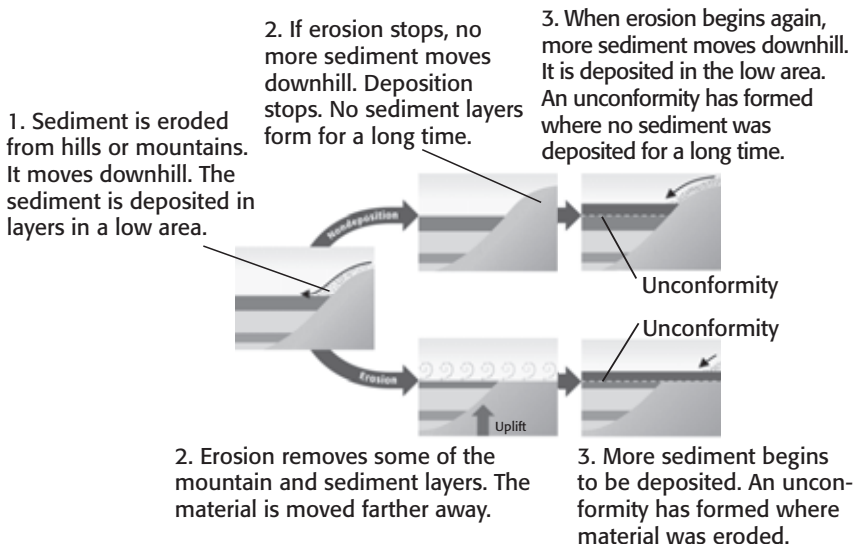 1. Sediment is eroded
from hills or mountains.
It moves downhill. The
sediment is deposited in
layers in a low area.
2. If erosion stops, no
more sediment moves
downhill. Deposition
stops. No sediment layers
form for a long time.
3. When erosion begins again,
more sediment moves downhill.
It is deposited in the low area.
An unconformity has formed
where no sediment was
deposited for a long time.
Nondeposition
Unconformity
Unconformity
Erosion
Uplift
2. Erosion removes some of the
mountain and sediment layers. The
material is moved farther away.
3. More sediment begins
to be deposited. An uncon-
formity has formed where
material was eroded.